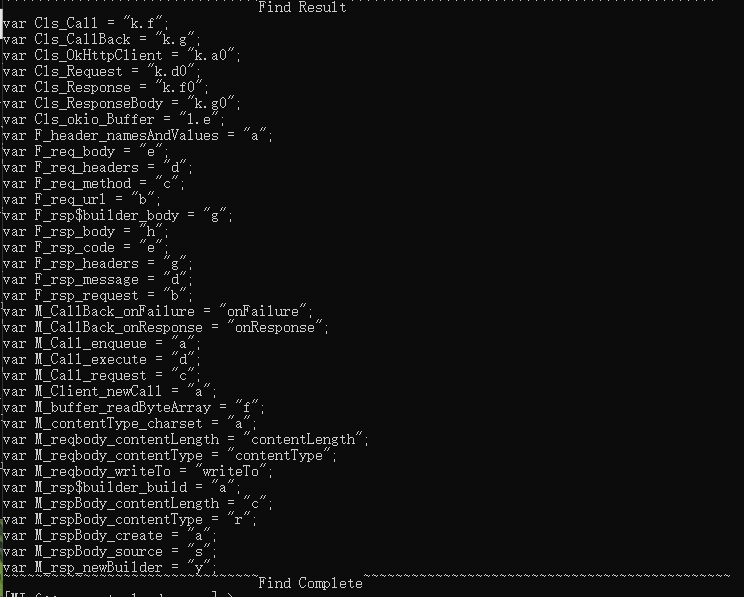 Find Result
var Cls_Call = "k.f";
var Cls_CallBack = "k.g";
var Cls_OkHttpClient = "k.a0";
var Cls_Request = "k.d0";
var Cls_Response = "k.f0";
var Cls_ResponseBody = "k.g0";
var Cls_okio_Buffer = "l.e";
var F_header_namesAndValues = "a";
var F_req_body = "e";
var F_req_headers = "d";
var F_req_method = "c";
var F_req_url = "b";
var F_rsp$builder_body = "g";
var F_rsp_body = "h";
var F_rsp_code = "e";
var F_rsp_headers = "g";
var F_rsp_message = "d";
var F_rsp_request = "b";
var M_CallBack_onFailure = "onFailure";
var M_CallBack_onResponse = "onResponse";
var M_Call_enqueue = "a";
var M_Call_execute = "d";
var M_Call_request = "c";
var M_Client_newCall = "a";
var M_buffer_readByteArray = "f";
var M_contentType_charset = "a";
var M_reqbody_contentLength = "contentLength";
var M_reqbody_contentType = "contentType";
var M_reqbody_writeTo = "writeTo";
var M_rsp$builder_build = "a";
var M_rspBody_contentLength = "c";
var M_rspBody_contentType = "r";
var M_rspBody_create = "a";
var M_rspBody_source = "s";
var M_rsp_newBuilder = "y";
Find Complete